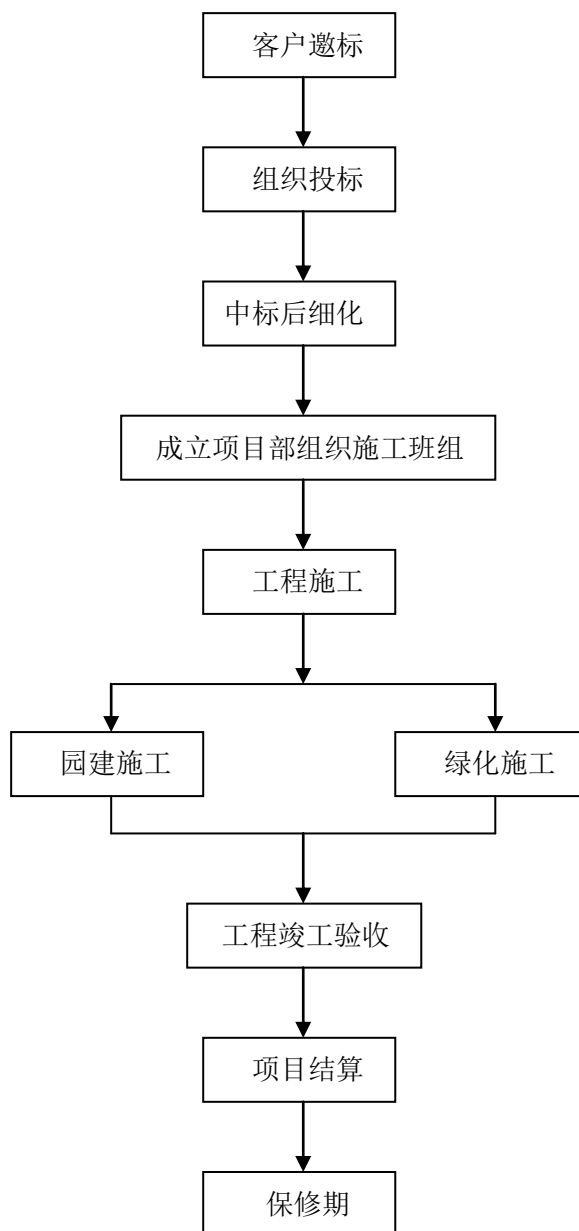 客户邀标
组织投标
中标后细化
成立项目部组织施工班组
工程施工
园建施工
绿化施工
工程竣工验收
项目结算
保修期